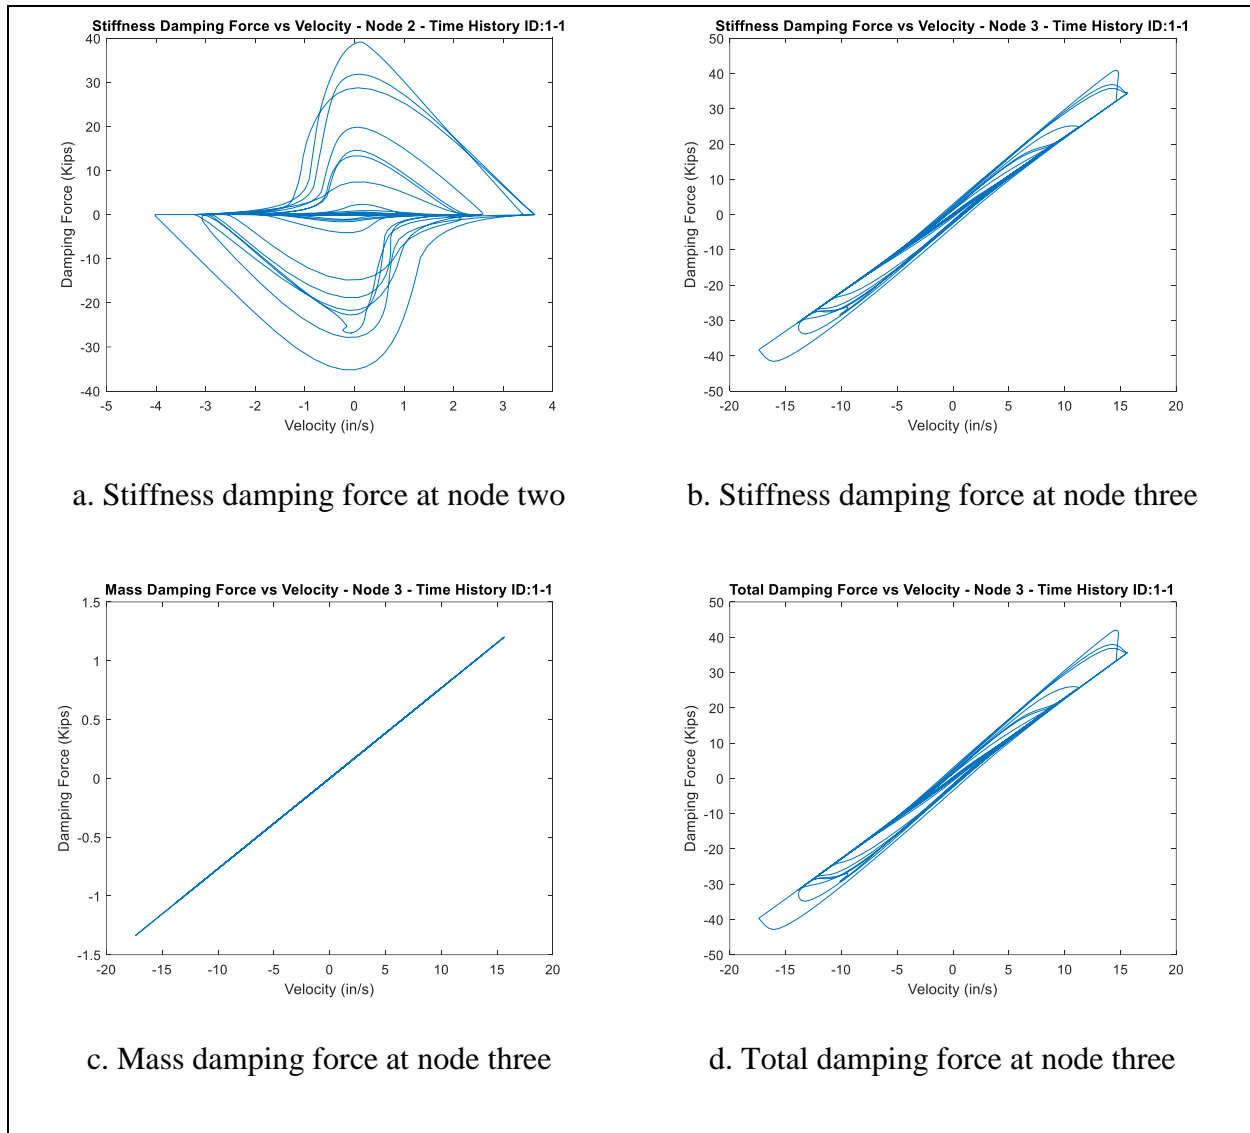 Stiffness Damping Force vs Velocity - Node 2 - Time History ID:1-1
40
30
20
10
0
-10
-20
-30
-40
Damping Force (Kips)
-5 -4 -3 -2 -1 0 1 2 3 4
Velocity (in/s)
a. Stiffness damping force at node two
Stiffness Damping Force vs Velocity - Node 3 - Time History ID:1-1
50
40
30
20
10
0
-10
-20
-30
-40
-50
Damping Force (Kips)
-20 -15 -10 -5 0 5 10 15 20
Velocity (in/s)
b. Stiffness damping force at node three
Mass Damping Force vs Velocity - Node 3 - Time History ID:1-1
1.5
1
0.5
0
-0.5
-1
-1.5
Damping Force (Kips)
-20 -15 -10 -5 0 5 10 15 20
Velocity (in/s)
c. Mass damping force at node three
Total Damping Force vs Velocity - Node 3 - Time History ID:1-1
50
40
30
20
10
0
-10
-20
-30
-40
-50
Damping Force (Kips)
-20 -15 -10 -5 0 5 10 15 20
Velocity (in/s)
d. Total damping force at node three